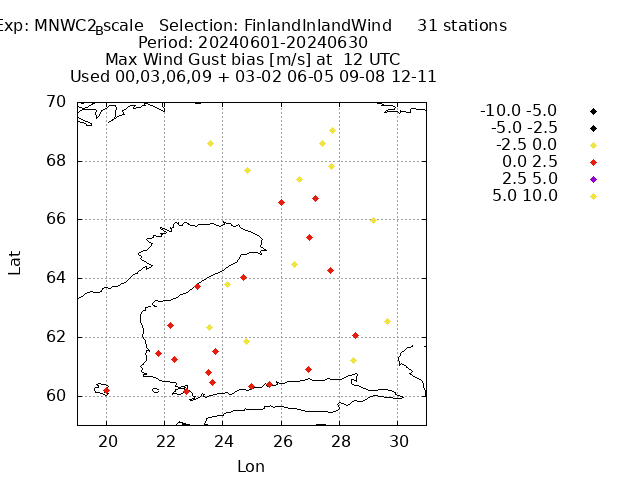 Exp: MNWC2_Bscale   Selection: FinlandInlandWind     31 stations
Period: 20240601-20240630
Max Wind Gust bias [m/s] at  12 UTC
Used 00,03,06,09 + 03-02 06-05 09-08 12-11
-10.0 -5.0
-5.0 -2.5
-2.5 0.0
0.0 2.5
2.5 5.0
5.0 10.0
70
68
66
64
62
60
Lat
20 22 24 26 28 30
Lon